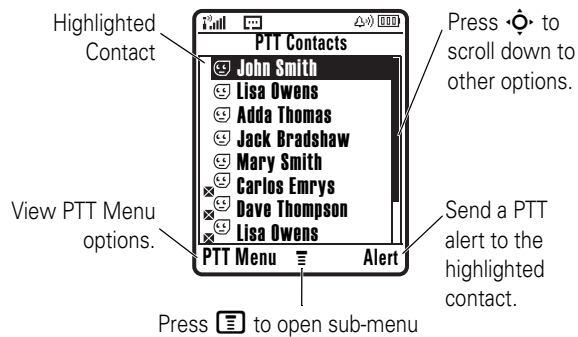 Highlighted
Contact
PTT Contacts
John Smith
Lisa Owens
Adda Thomas
Jack Bradshaw
Mary Smith
Carlos Emrys
Dave Thompson
Lisa Owens
PTT Menu
Alert
Press to
scroll down to
other options.
View PTT Menu
options.
Send a PTT
alert to the
highlighted
contact.
Press to open sub-menu